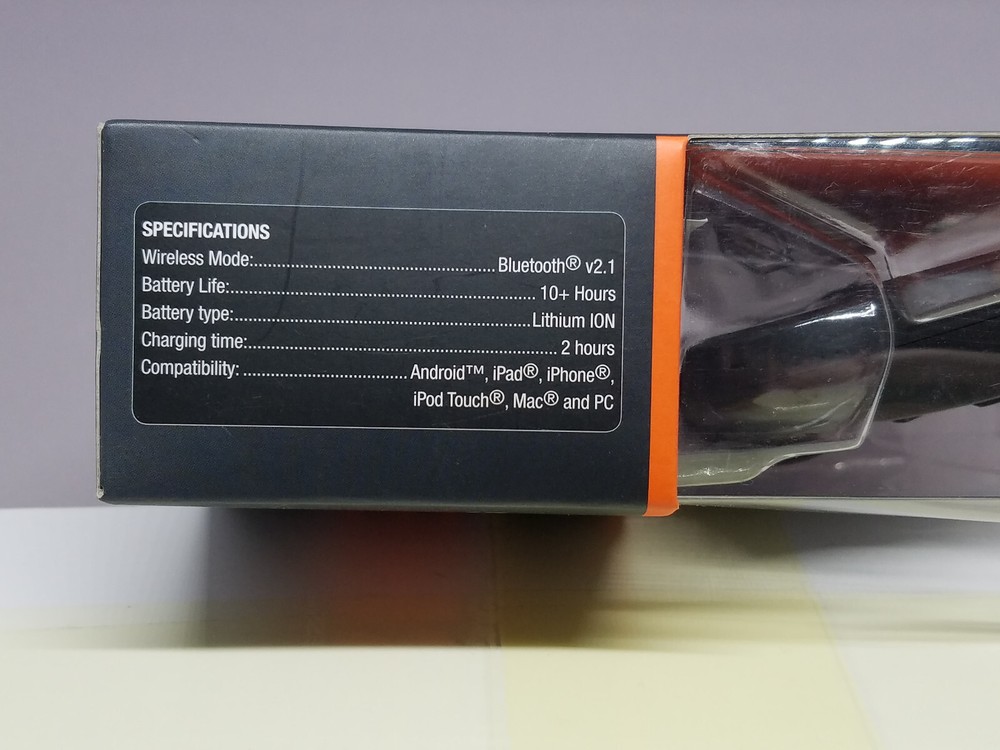 SPECIFICATIONS
Wireless Mode:..........................................................Bluetooth® v2.1
Battery Life:.......................................................................... 10+ Hours
Battery type:.......................................................................Lithium ION
Charging time:.......................................................................... 2 hours
Compatibility: .......................................Android™, iPad®, iPhone®,
iPod Touch®, Mac® and PC